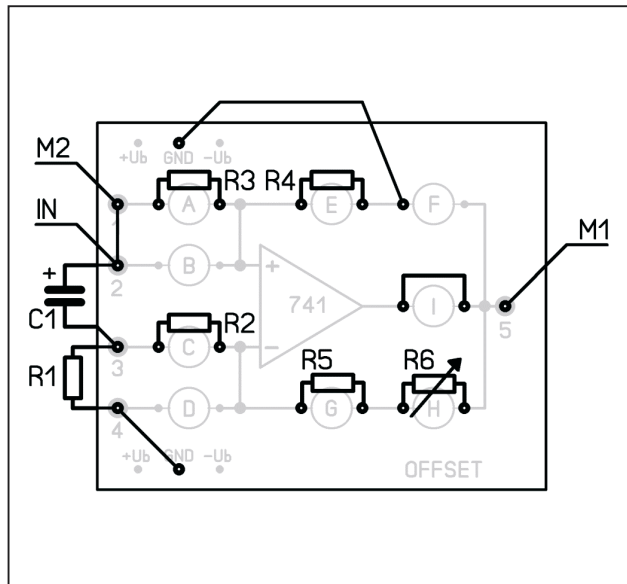 M2
+Ub GND -Ub
R3 R4
1 A E F
IN
M1
+ B +
2
741 I
C1 5
R2 -
3 C
R5 R6
R1
D G H
4
+Ub GND -Ub
OFFSET